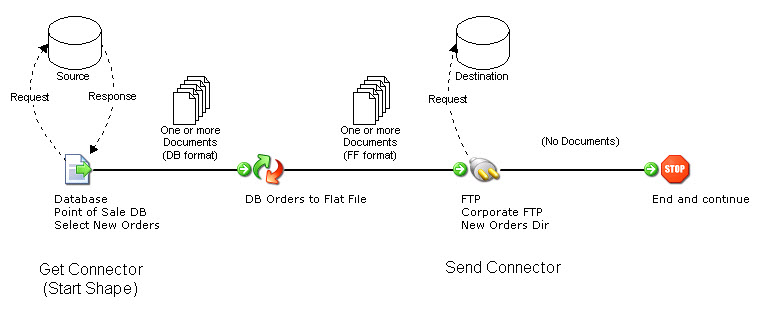 Source
Request
Response
One or more
Documents
(DB format)
One or more
Documents
(FF format)
Destination
Request
(No Documents)
STOP
Database
Point of Sale DB
Select New Orders
DB Orders to Flat File
FTP
Corporate FTP
New Orders Dir
End and continue
Get Connector
(Start Shape)
Send Connector